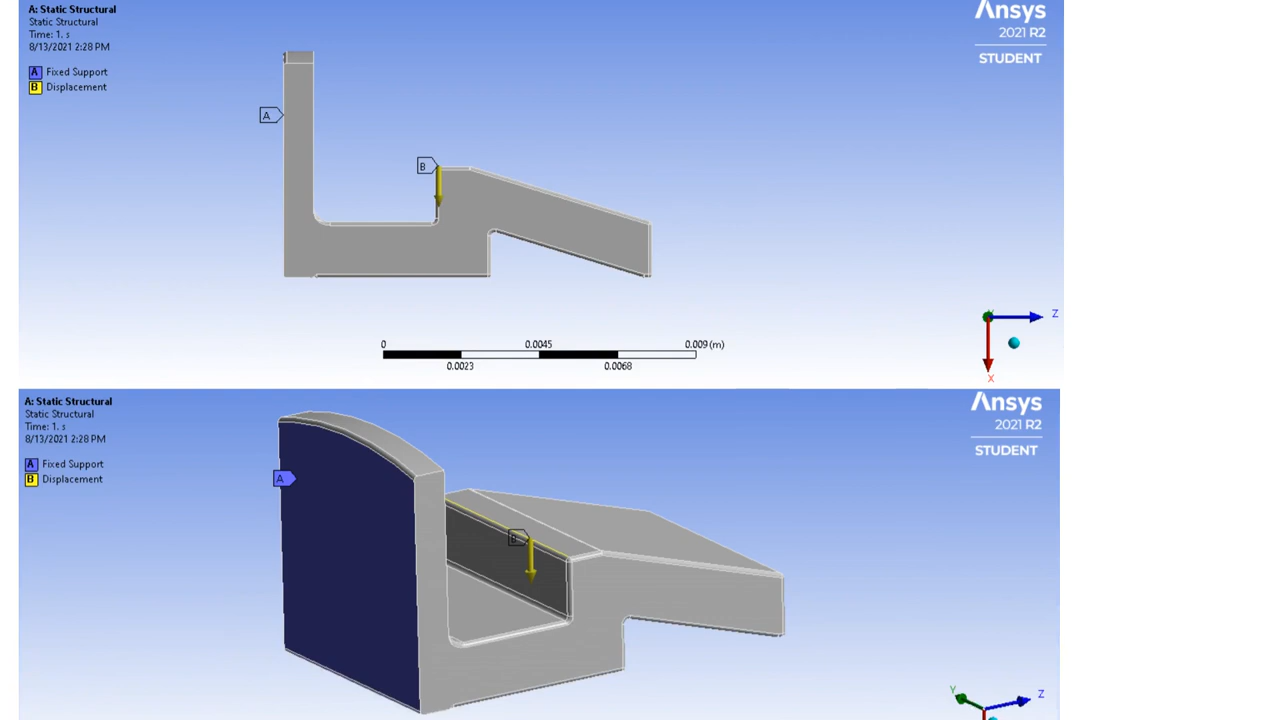 A: Static Structural
Static Structural
Time: 1. s
8/13/2021 2:28 PM
A Fixed Support
B Displacement
Ansys
2021 R2
STUDENT
A
B
0
0.0045
0.009 (m)
0.0023
0.0068
Z
Y
X
A: Static Structural
Static Structural
Time: 1. s
8/13/2021 2:28 PM
A Fixed Support
B Displacement
Ansys
2021 R2
STUDENT
A
B
Y
Z